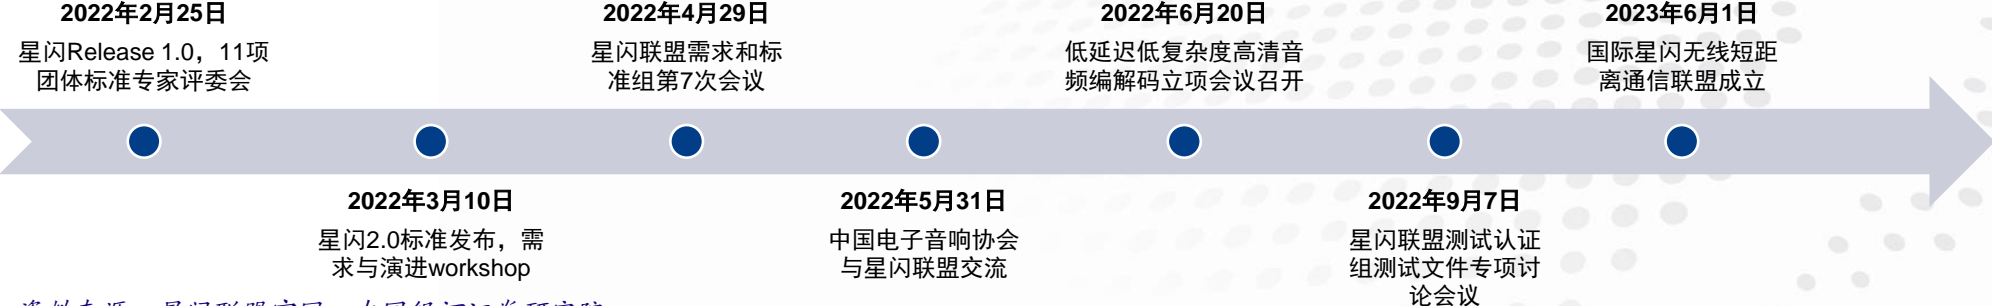 2022年2月25日
星闪Release 1.0，11项
团体标准专家评委会
2022年3月10日
星闪2.0标准发布，需
求与演进workshop
2022年4月29日
星闪联盟需求和标
准组第7次会议
2022年5月31日
中国电子音响协会
与星闪联盟交流
2022年6月20日
低延迟低复杂度高清音
频编解码立项会议召开
2022年9月7日
星闪联盟测试认证
组测试文件专项讨
论会议
2023年6月1日
国际星闪无线短距
离通信联盟成立